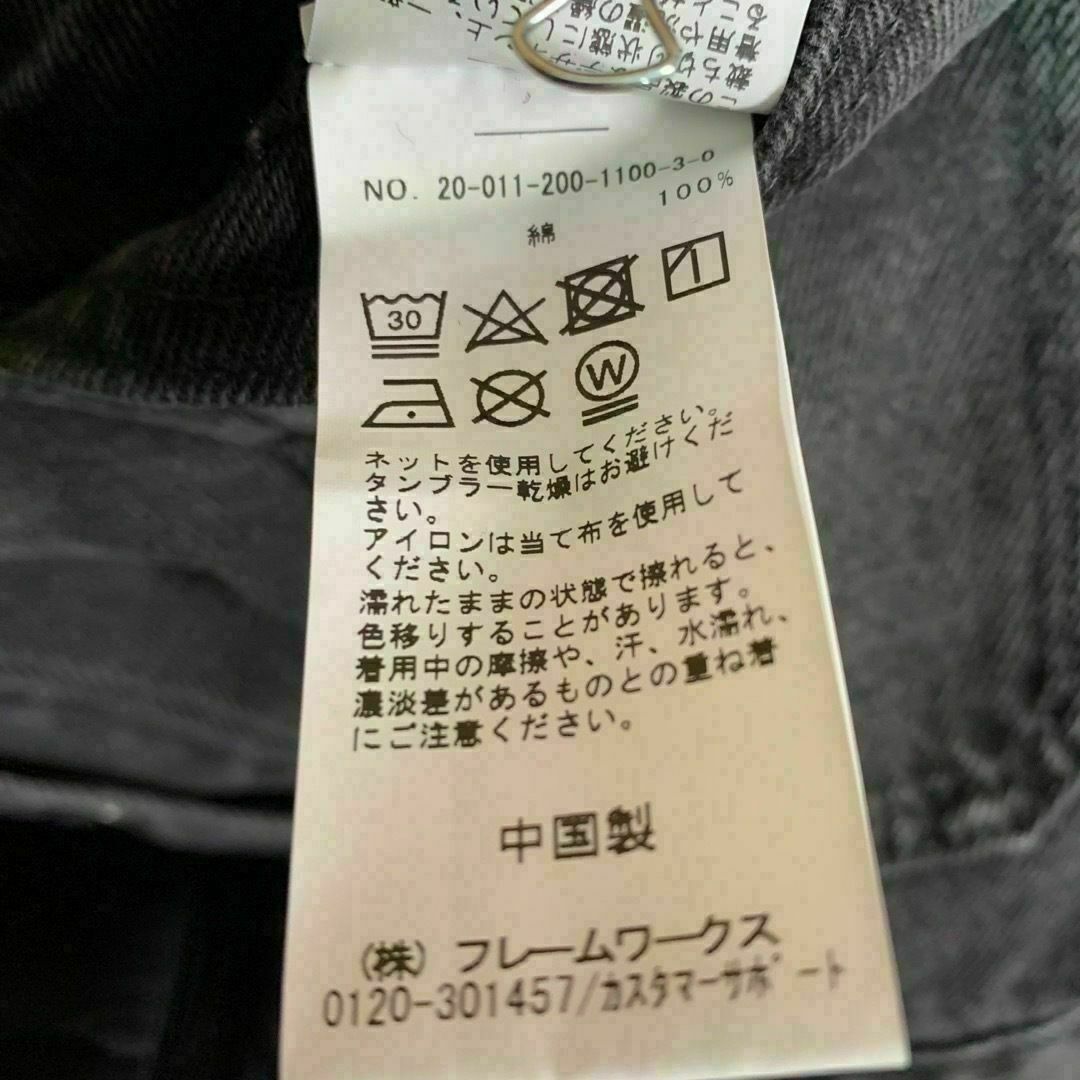 NO. 20-011-200-1100-3-0
100%
綿
30
W
ネットを使用してください。
タンブラー乾燥はお避けくだ
さい。
アイロンは当て布を使用して
ください。
濡れたままの状態で擦れると、
色移りすることがあります。
着用中の摩擦や、汗、水濡れ、
濃淡差があるものとの重ね着
にご注意ください。
中国製
(株) フレームワークス
0120-301457/カスタマーサポート